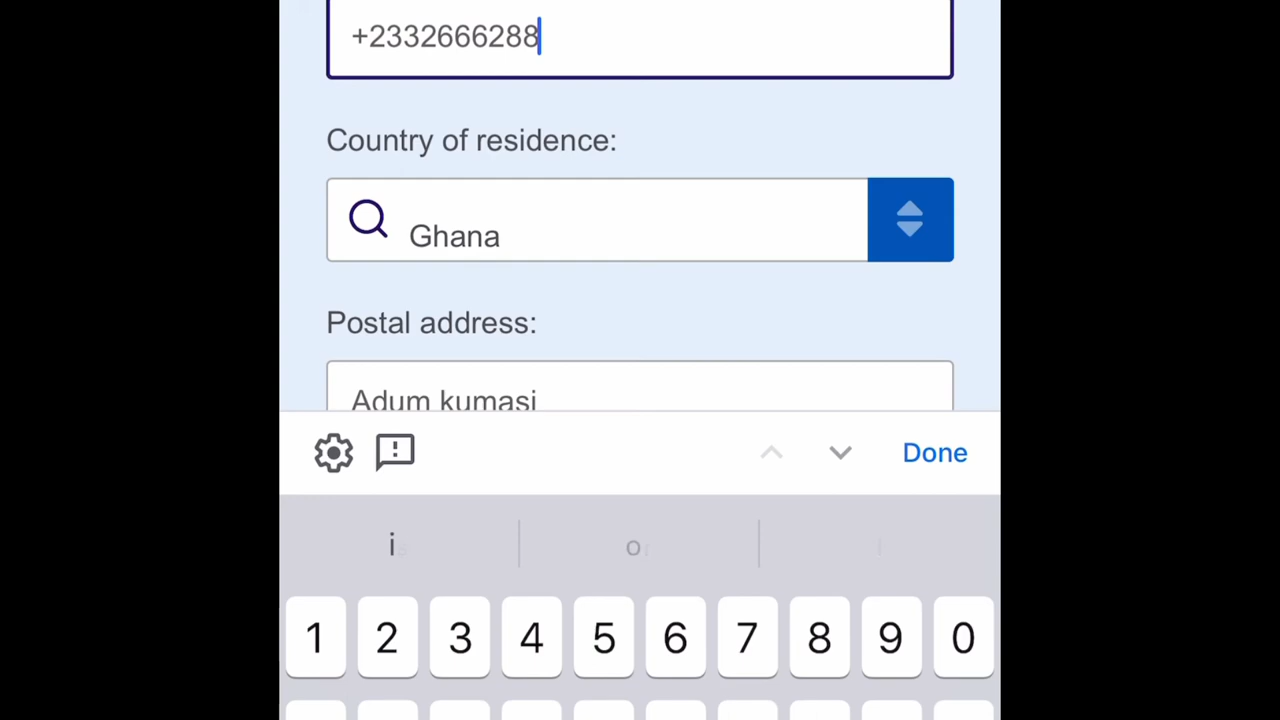 +2332666288
Country of residence:
Ghana
Postal address:
Adum kumasi
Done
i o
1 2 3 4 5 6 7 8 9 0